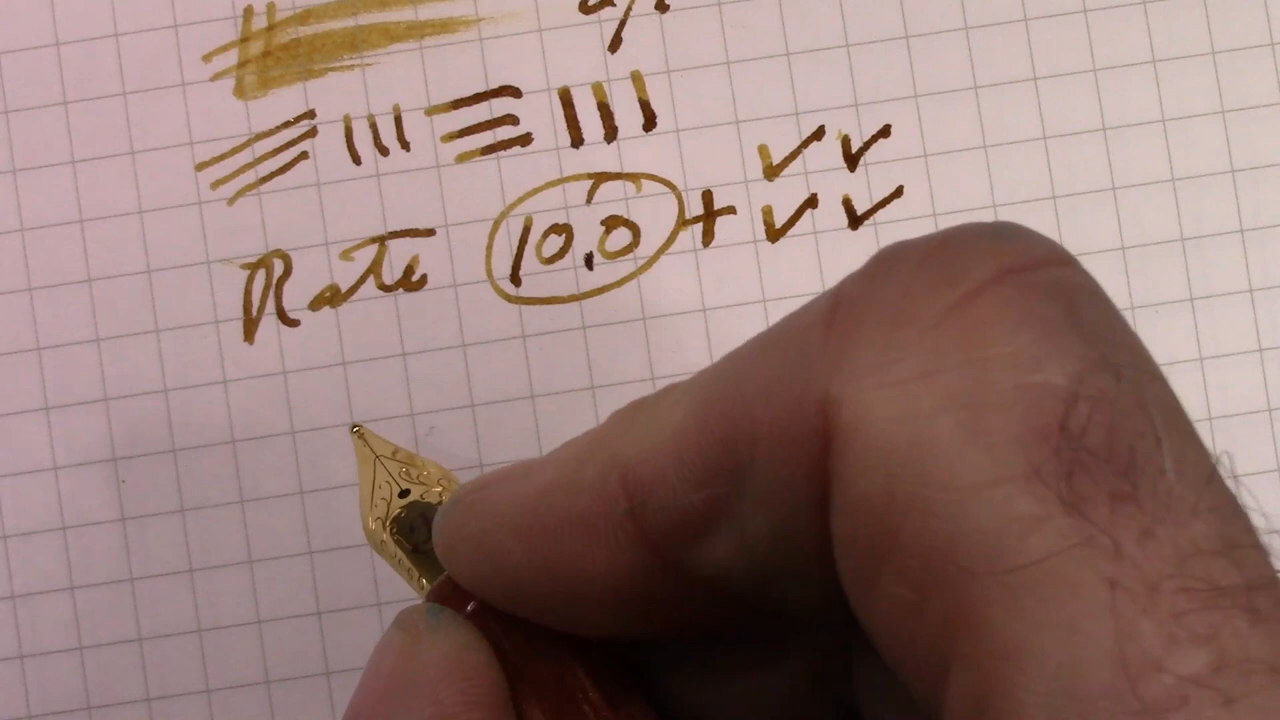 Rate 10.0 + ✓ ✓ ✓ ✓